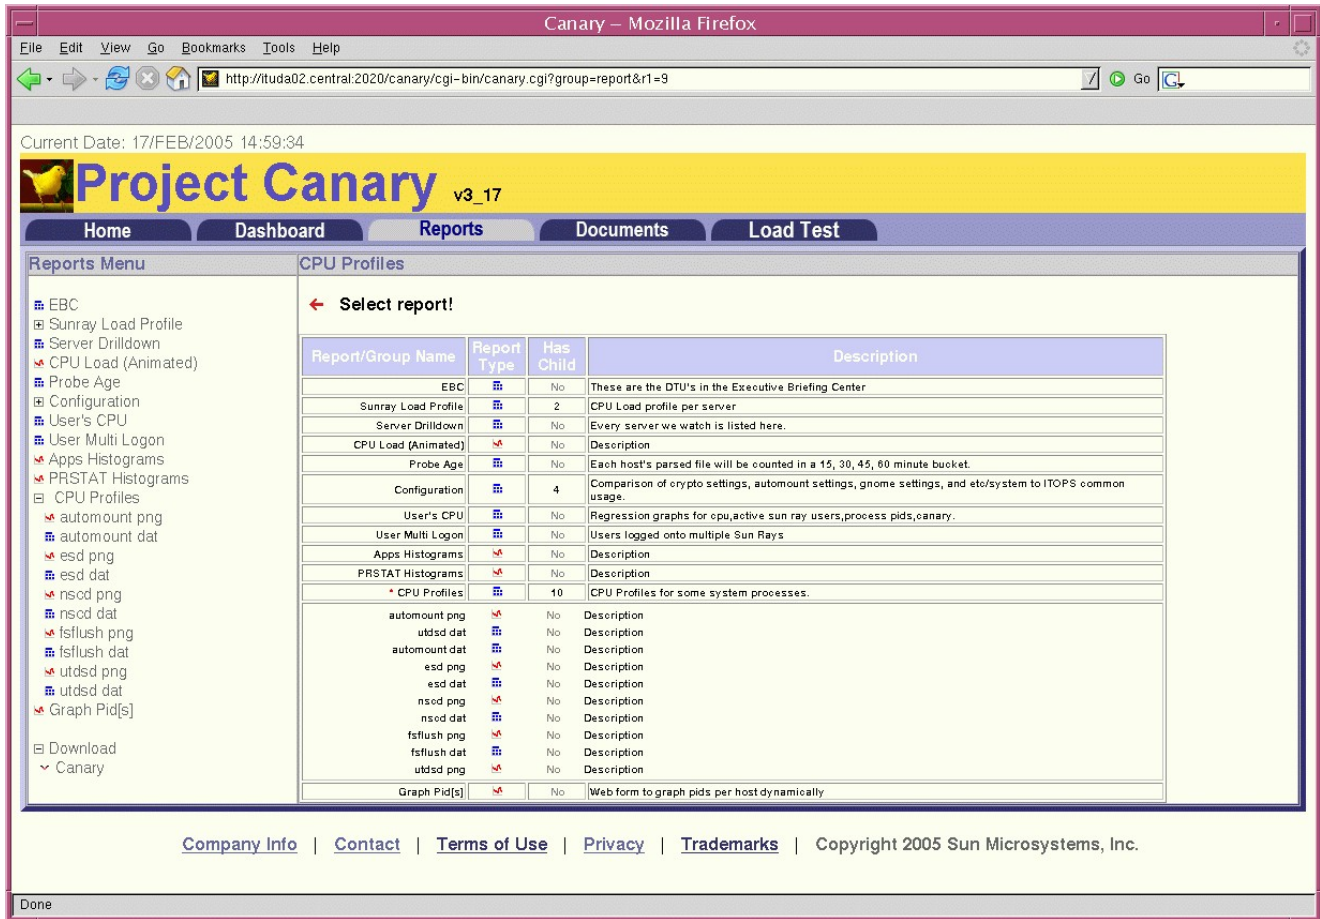 Canary – Mozilla Firefox
File Edit View Go Bookmarks Tools Help
http://ituda02.central:2020/canary/cgi-bin/canary.cgi?group=report&r1=9 Go G
Current Date: 17/FEB/2005 14:59:34
Project Canary v3_17
Home Dashboard Reports Documents Load Test
Reports Menu
EBC
Sunray Load Profile
Server Drilldown
CPU Load (Animated)
Probe Age
Configuration
User's CPU
User Multi Logon
Apps Histograms
PRSTAT Histograms
CPU Profiles
automount png
automount dat
esd png
esd dat
nscd png
nscd dat
fsflush png
fsflush dat
utdsd png
utdsd dat
Graph Pid[s]
Download
Canary
CPU Profiles
Select report!
Report/Group Name Report Type Has Child Description
EBC No These are the DTU's in the Executive Briefing Center
Sunray Load Profile 2 CPU Load profile per server
Server Drilldown No Every server we watch is listed here.
CPU Load (Animated) No Description
Probe Age No Each host's parsed file will be counted in a 15, 30, 45, 60 minute bucket.
Configuration 4 Comparison of crypto settings, automount settings, gnome settings, and etc/system to ITOPS common
usage.
User's CPU No Regression graphs for cpu,active sun ray users,process pids,canary.
User Multi Logon No Users logged onto multiple Sun Rays
Apps Histograms No Description
PRSTAT Histograms No Description
* CPU Profiles 10 CPU Profiles for some system processes.
automount png No Description
utdsd dat No Description
automount dat No Description
esd png No Description
esd dat No Description
nscd png No Description
nscd dat No Description
fsflush png No Description
fsflush dat No Description
utdsd png No Description
Graph Pid[s] No Web form to graph pids per host dynamically
Company Info | Contact | Terms of Use | Privacy | Trademarks | Copyright 2005 Sun Microsystems, Inc.
Done